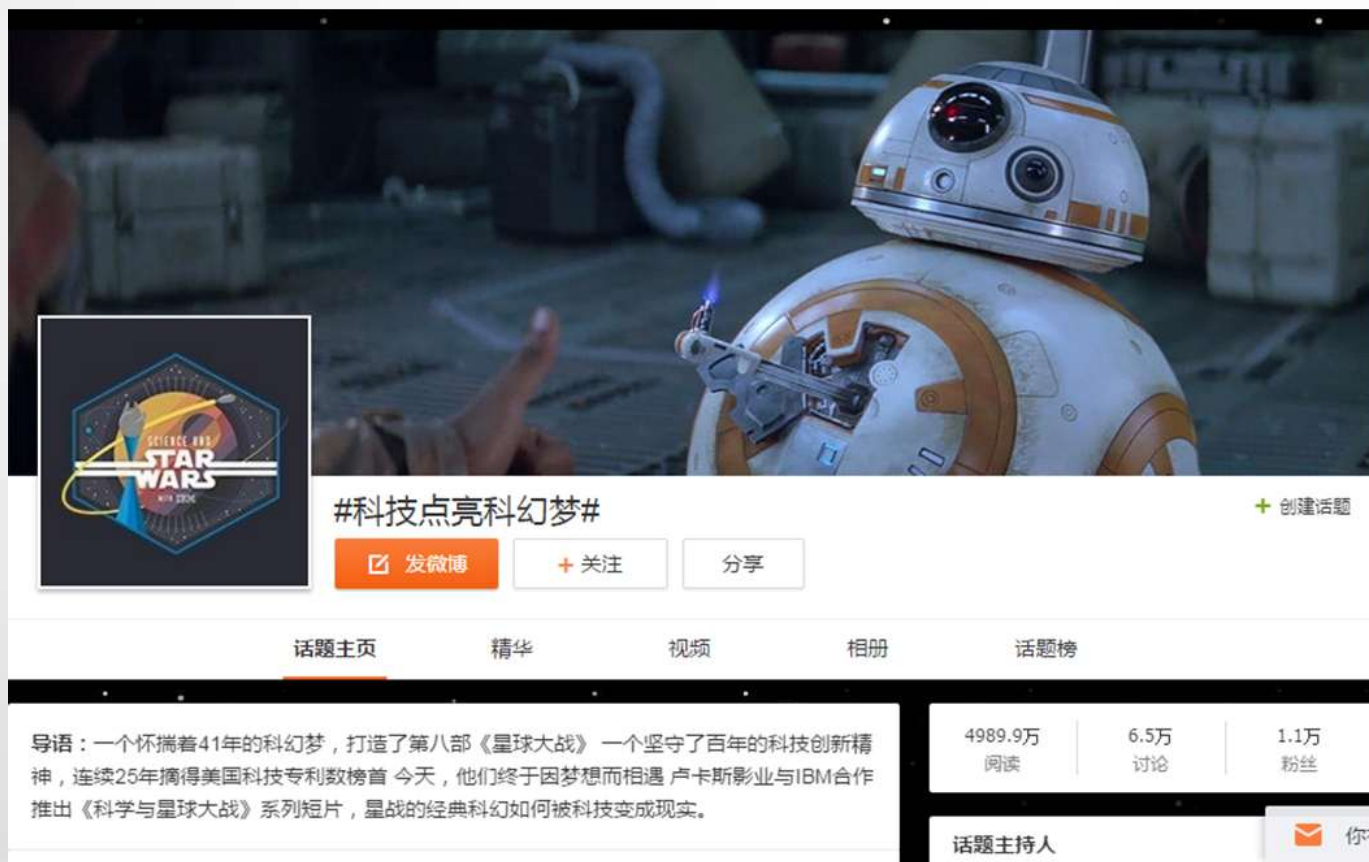 SCIENCE AND
STAR
WARS
WITH IBM
#科技点亮科幻梦#
+ 创建话题
发微博
+ 关注
分享
话题主页
精华
视频
相册
话题榜
导语：一个怀揣着41年的科幻梦，打造了第八部《星球大战》 一个坚守了百年的科技创新精
神，连续25年摘得美国科技专利数榜首 今天，他们终于因梦想而相遇 卢卡斯影业与IBM合作
推出《科学与星球大战》系列短片，星战的经典科幻如何被科技变成现实。
4989.9万
阅读
6.5万
讨论
1.1万
粉丝
话题主持人
你